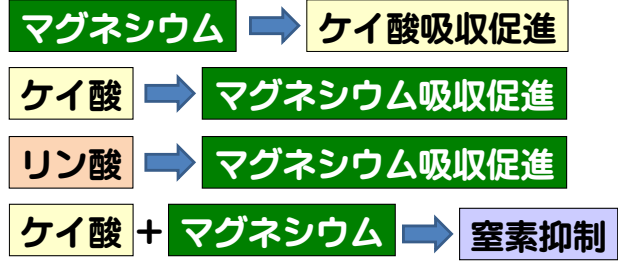 マグネシウム ケイ酸吸収促進
ケイ酸 マグネシウム吸収促進
リン酸 マグネシウム吸収促進
ケイ酸 + マグネシウム 窒素抑制